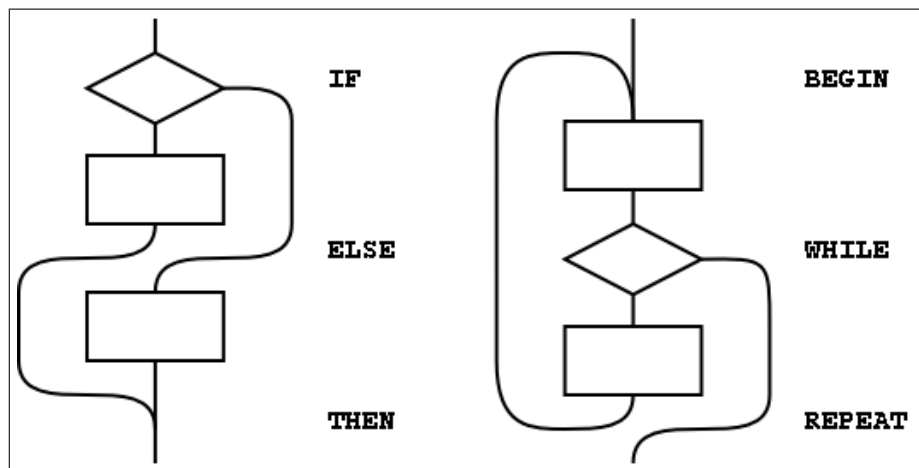 IF
ELSE
THEN
BEGIN
WHILE
REPEAT